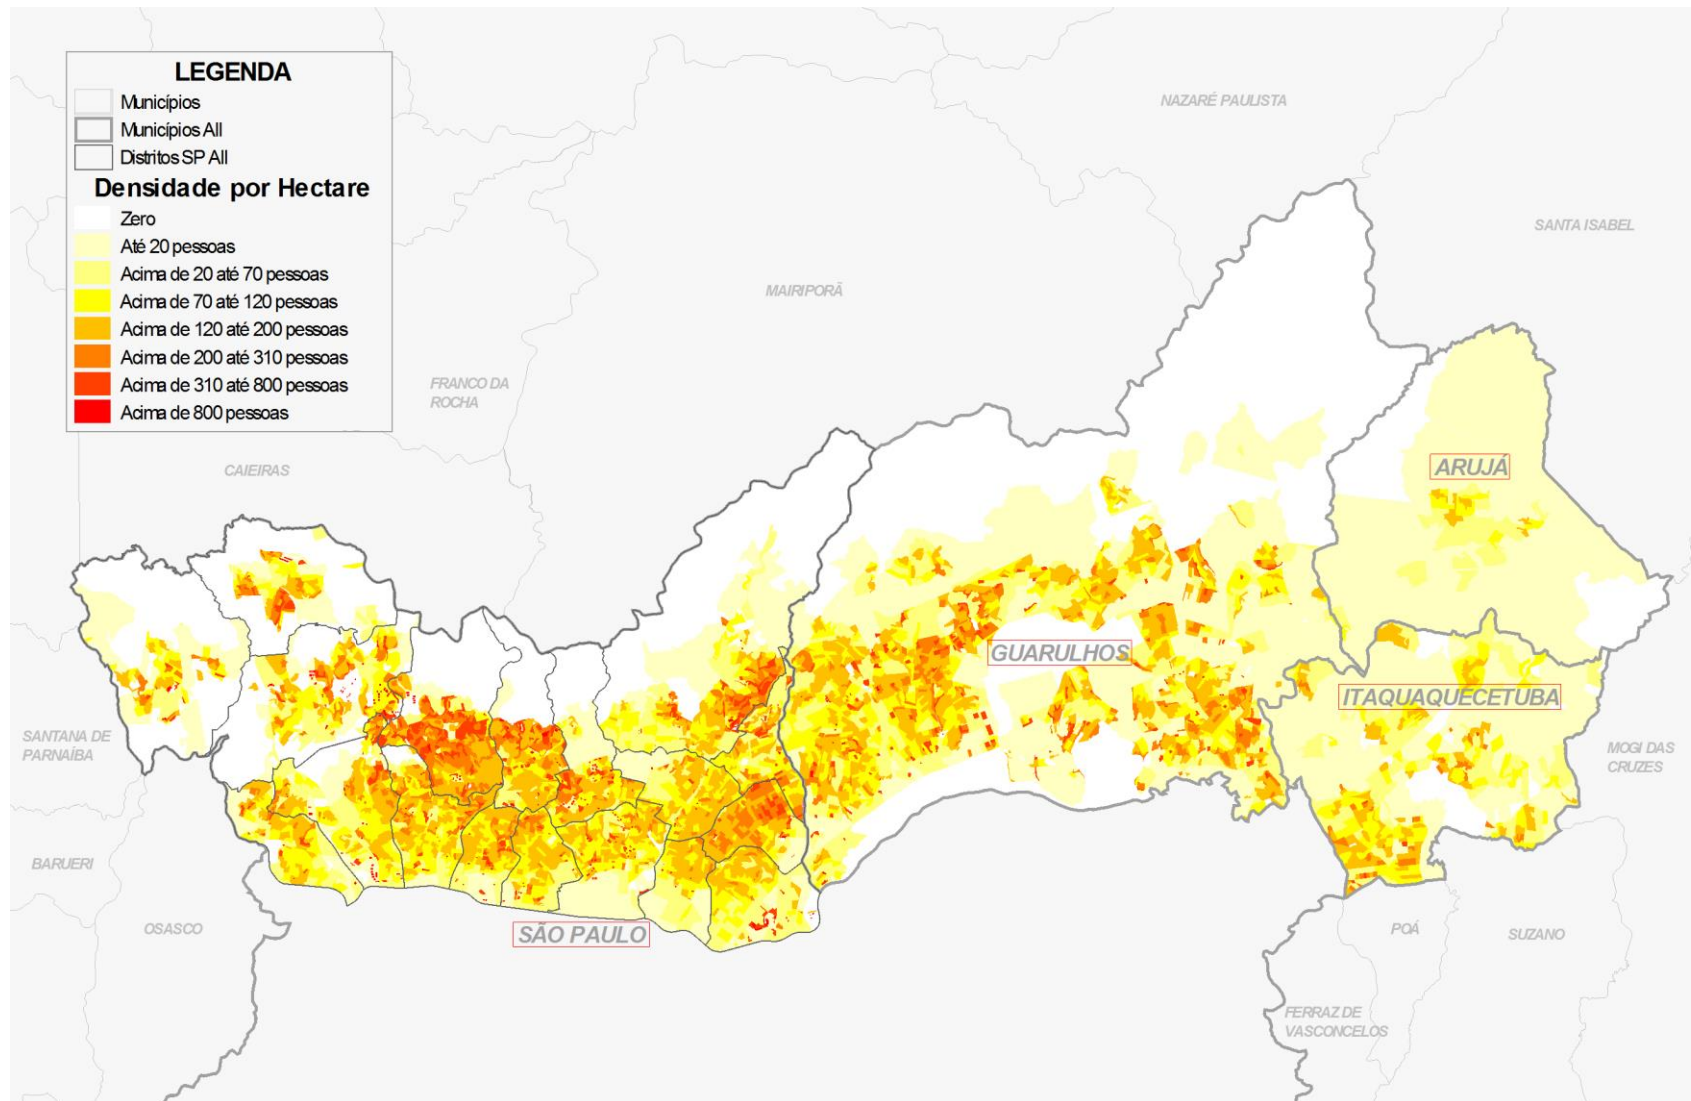 LEGENDA
Municípios
Municípios AII
Distritos SP AII
Densidade por Hectare
Zero
Até 20 pessoas
Acima de 20 até 70 pessoas
Acima de 70 até 120 pessoas
Acima de 120 até 200 pessoas
Acima de 200 até 310 pessoas
Acima de 310 até 800 pessoas
Acima de 800 pessoas
NAZARÉ PAULISTA
SANTA ISABEL
MAIRIPORÃ
FRANCO DA
ROCHA
CAIEIRAS
ARUJÁ
GUARULHOS
ITAQUAQUECETUBA
SANTANA DE
PARNAÍBA
MOGI DAS
CRUZES
BARUERI
OSASCO
SÃO PAULO
POÁ
SUZANO
FERRAZ DE
VASCONCELOS